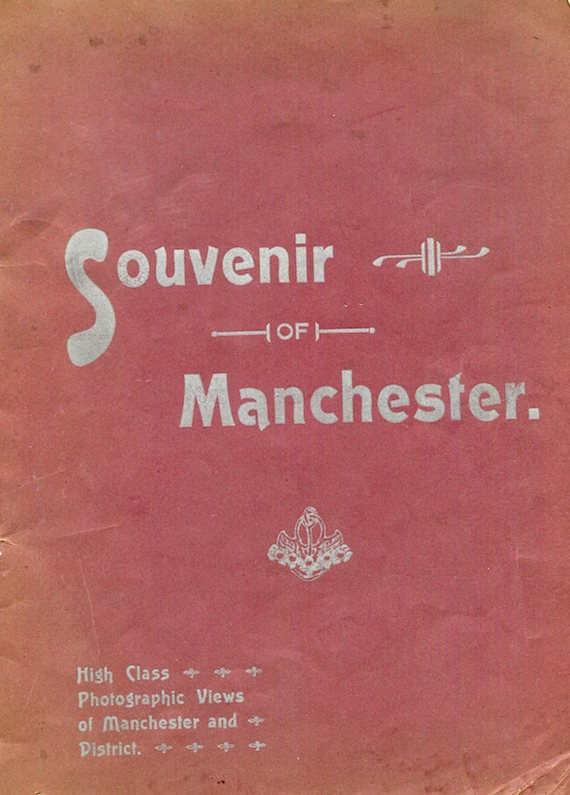 Souvenir
OF
Manchester.
High Class
Photographic Views
of Manchester and
District.